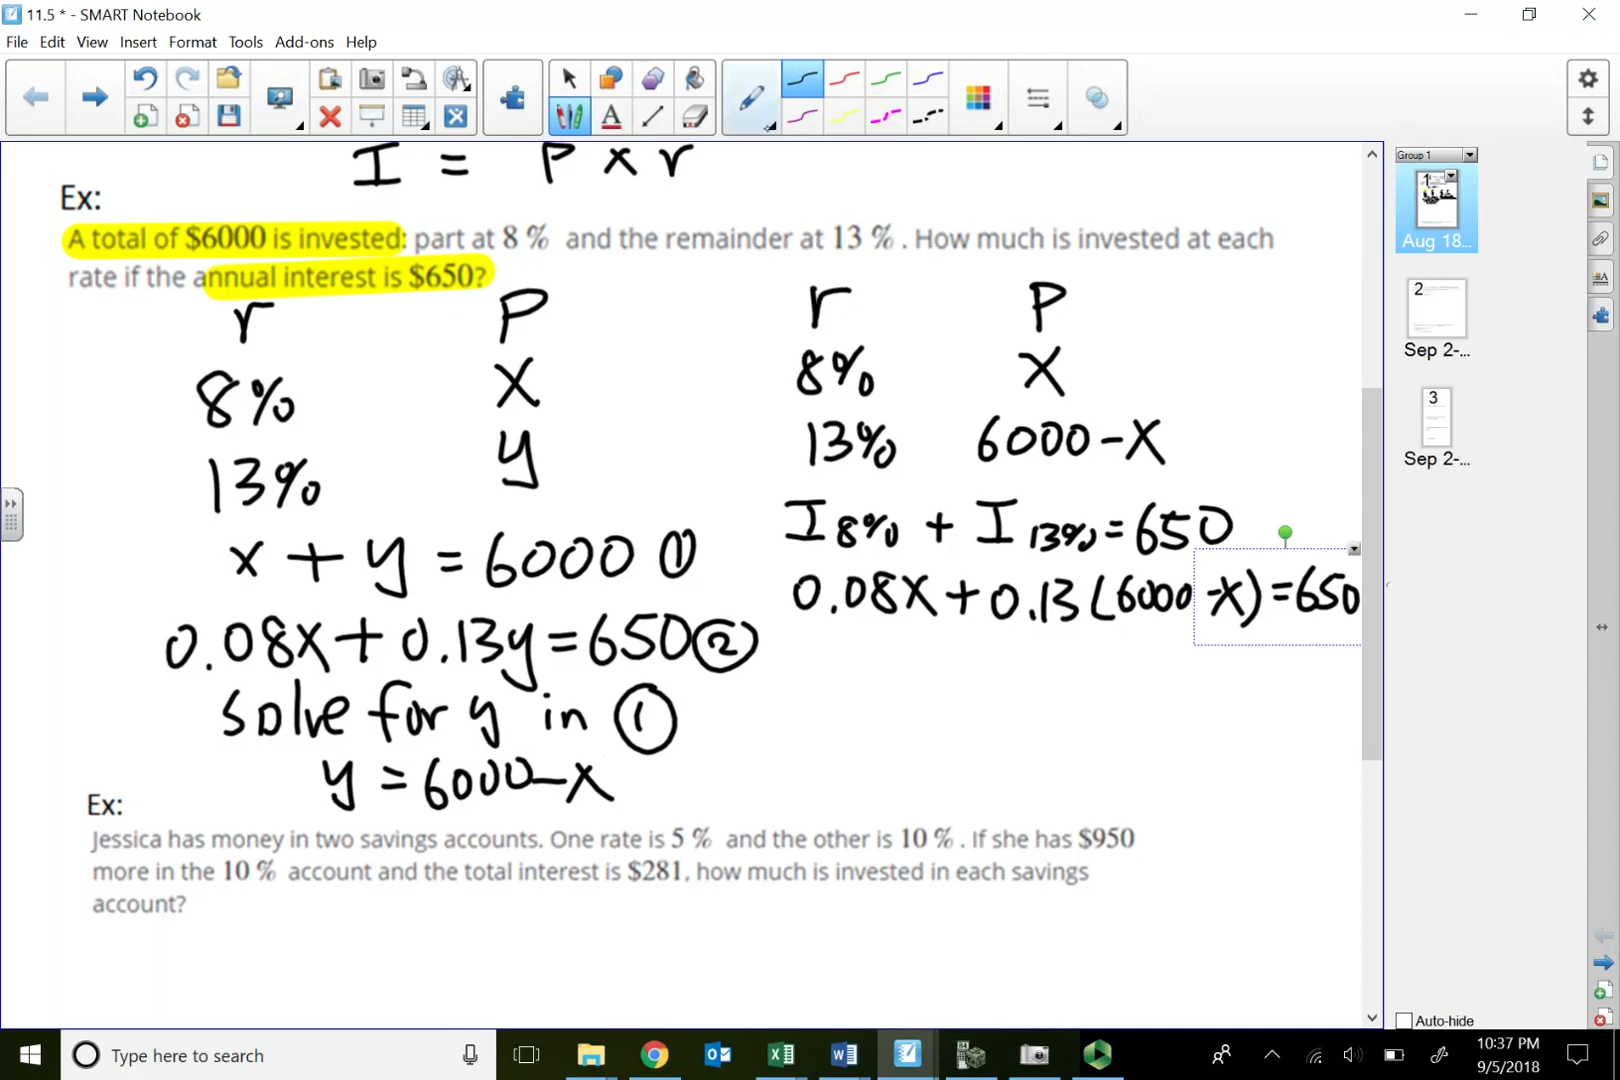 11.5 * - SMART Notebook
File Edit View Insert Format Tools Add-ons Help
I = P x r
Ex:
A total of $6000 is invested: part at 8 % and the remainder at 13 % . How much is invested at each
rate if the annual interest is $650?
r P
8% x
13% y
x + y = 6000 ①
0.08x + 0.13y = 650 ②
solve for y in ①
y = 6000 - x
r P
8% x
13% 6000 - x
I 8% + I 13% = 650
0.08x + 0.13 (6000 - x) = 650
Ex:
Jessica has money in two savings accounts. One rate is 5 % and the other is 10 % . If she has $950
more in the 10 % account and the total interest is $281, how much is invested in each savings
account?
Group 1
1
Aug 18...
2
Sep 2-...
3
Sep 2-...
Auto-hide
Type here to search
10:37 PM
9/5/2018